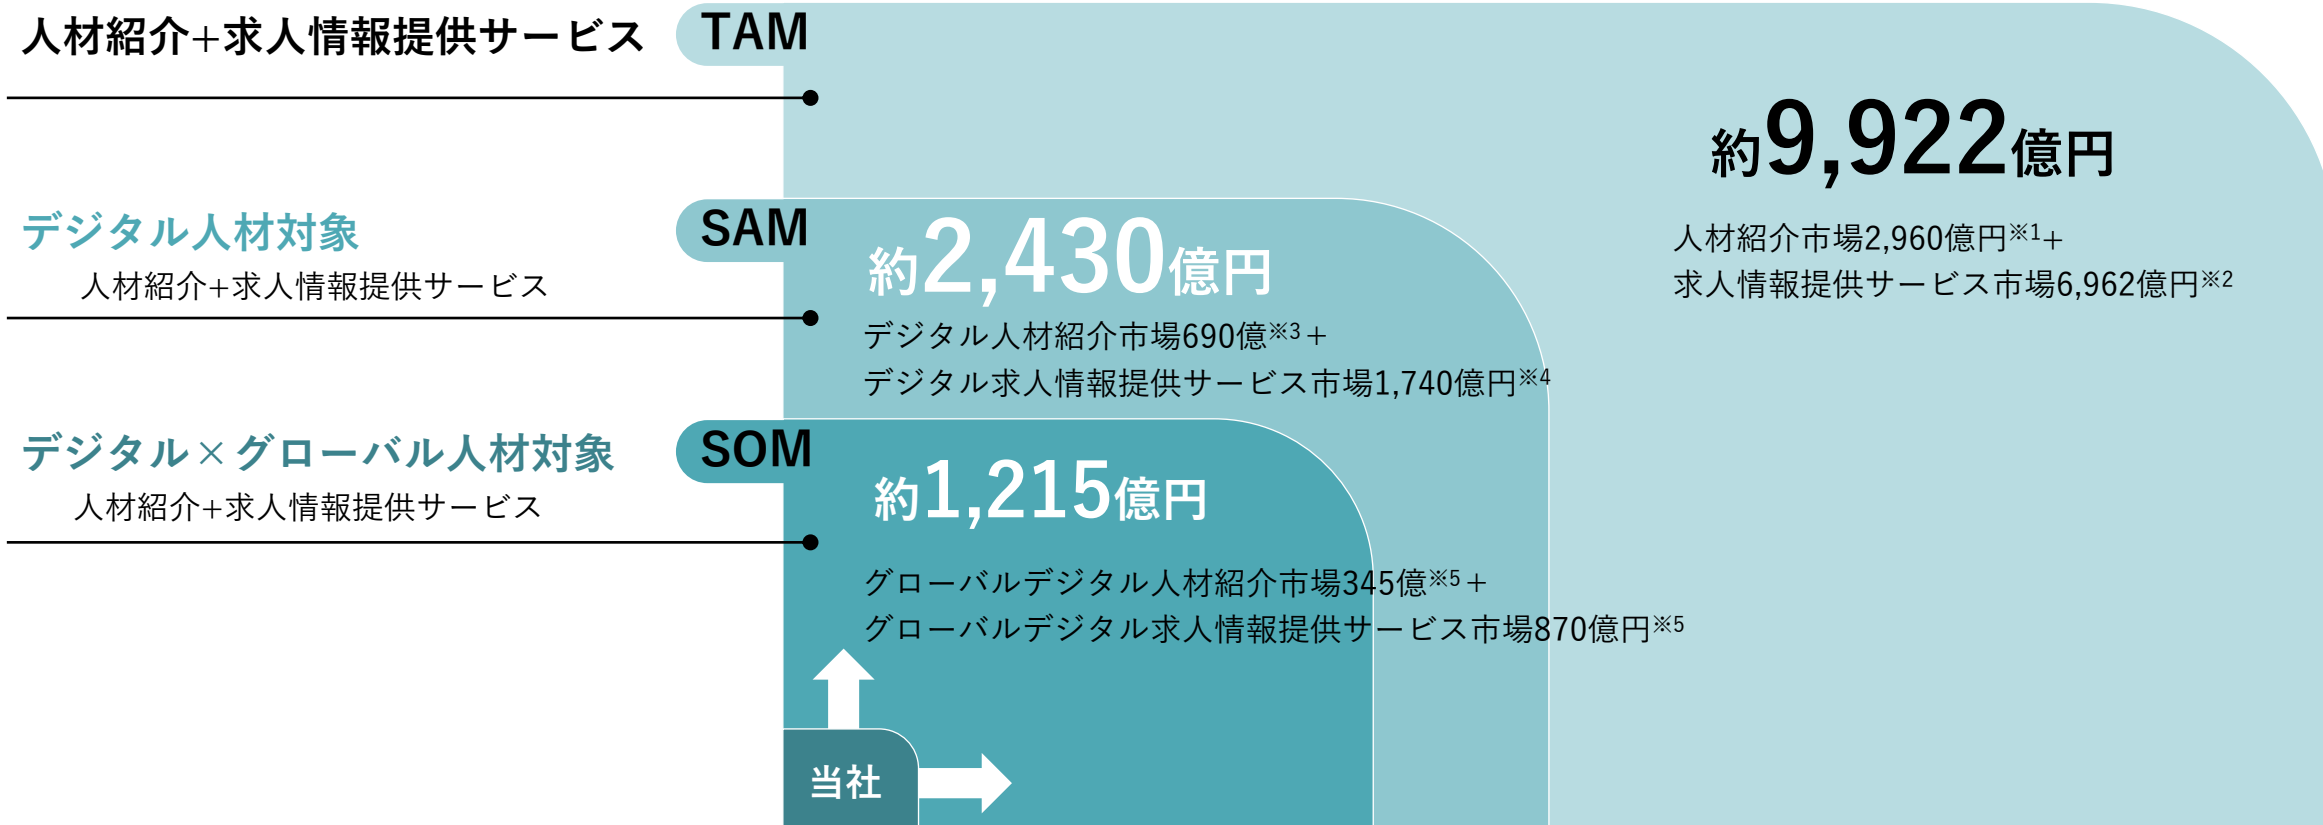 人材紹介+求人情報提供サービス
TAM
約9,922億円
人材紹介市場2,960億円※1+
求人情報提供サービス市場6,962億円※2
デジタル人材対象
人材紹介+求人情報提供サービス
SAM
約2,430億円
デジタル人材紹介市場690億※3+
デジタル求人情報提供サービス市場1,740億円※4
デジタル×グローバル人材対象
人材紹介+求人情報提供サービス
SOM
約1,215億円
グローバルデジタル人材紹介市場345億※5+
グローバルデジタル求人情報提供サービス市場870億円※5
当社